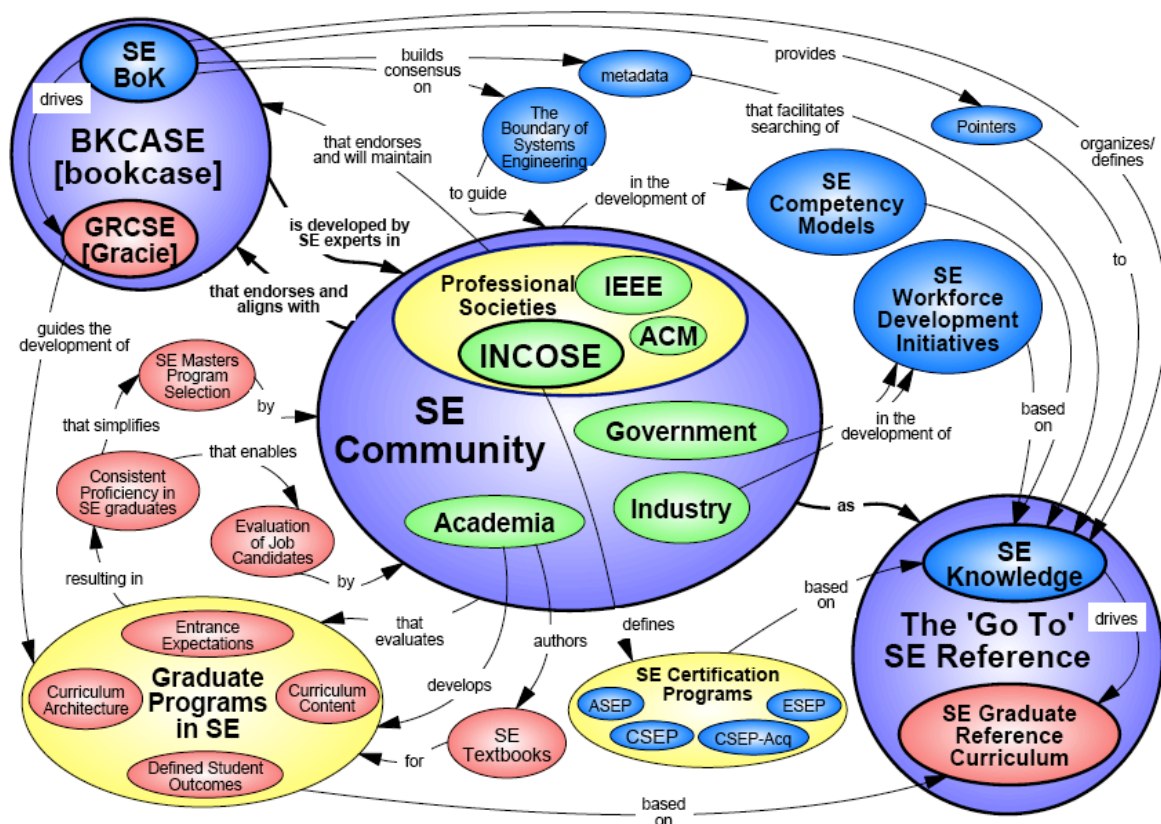 SE
BoK
drives
BKCASE
[bookcase]
GRCSE
[Gracie]
builds
consensus
on
metadata
The
Boundary of
Systems
Engineering
provides
Pointers
that facilitates
searching of
organizes/
defines
to
that endorses
and will maintain
to guide
in the
development of
SE
Competency
Models
is developed by
SE experts in
that endorses and
aligns with
Professional
Societies
IEEE
ACM
INCOSE
SE
Workforce
Development
Initiatives
guides the
development of
SE Masters
Program
Selection
by
that simplifies
SE
Community
Government
Industry
Academia
in the
development of
based
on
that enables
Consistent
Proficiency in
SE graduates
Evaluation
of Job
Candidates
by
resulting in
as
SE
Knowledge
drives
The 'Go To'
SE Reference
SE Graduate
Reference
Curriculum
based
on
that
evaluates
authors
defines
develops
Entrance
Expectations
Curriculum
Architecture
Graduate
Programs
in SE
Curriculum
Content
Defined Student
Outcomes
for
SE
Textbooks
SE Certification
Programs
ASEP
ESEP
CSEP
CSEP-Acq
based
on